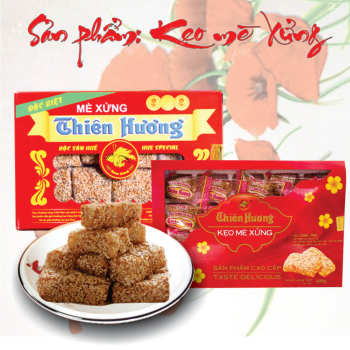 Sản phẩm: Kẹo mè Xửng
ĐẶC BIỆT
MÈ XỬNG
Thiên Hương
ĐẶC SẢN HUẾ
HUE SPECIAL
Thiên Hương
KẸO MÈ XỬNG
SẢN PHẨM CAO CẤP
TASTE DELICIOUS